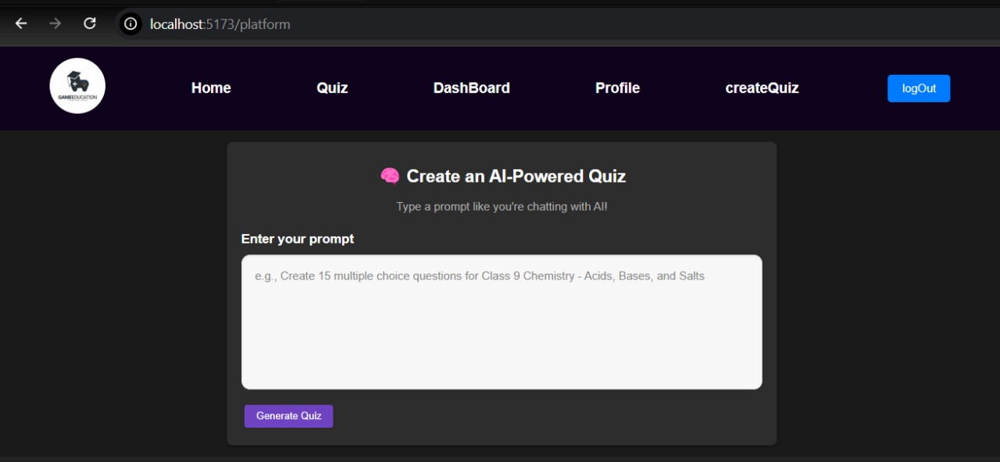 localhost:5173/platform
GAMEEDUCATION
Home Quiz DashBoard Profile createQuiz logOut
🧠 Create an AI-Powered Quiz
Type a prompt like you're chatting with AI!
Enter your prompt
e.g., Create 15 multiple choice questions for Class 9 Chemistry - Acids, Bases, and Salts
Generate Quiz